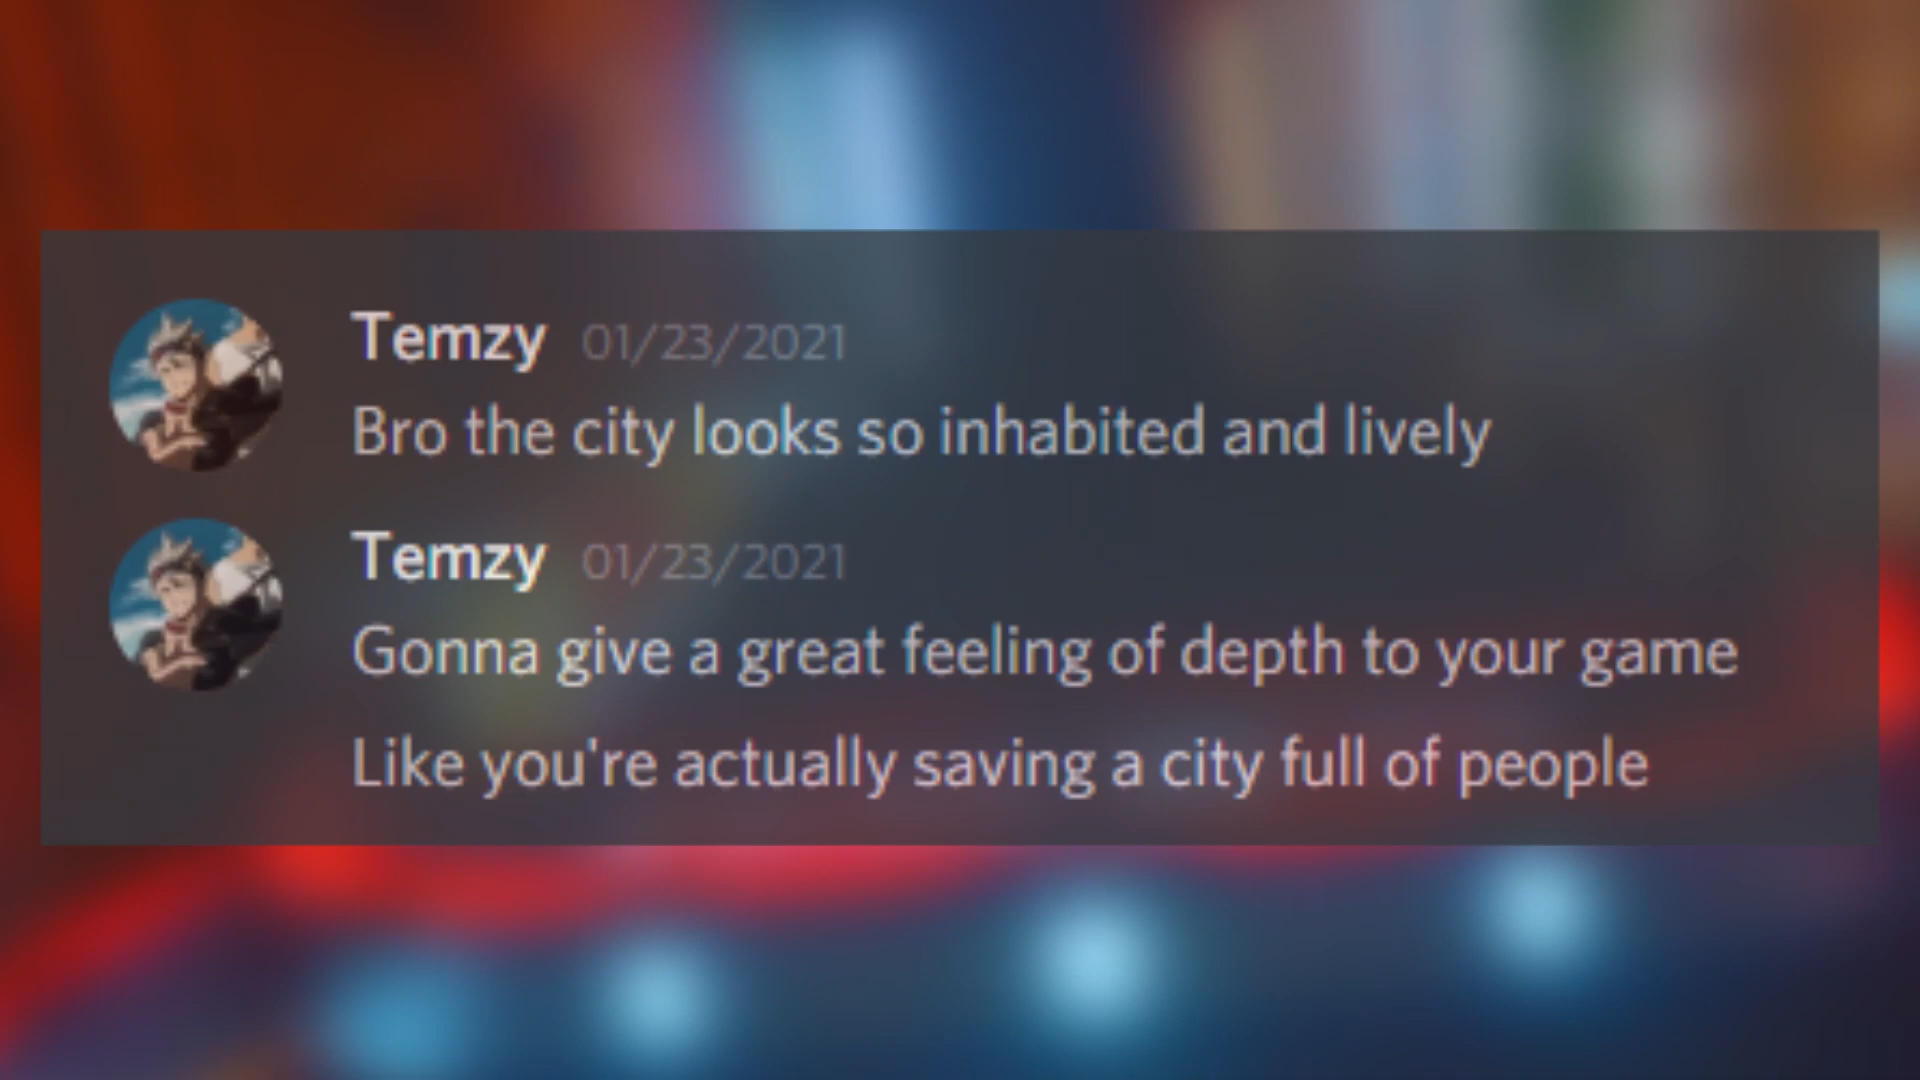 Temzy 01/23/2021
Bro the city looks so inhabited and lively
Temzy 01/23/2021
Gonna give a great feeling of depth to your game
Like you're actually saving a city full of people